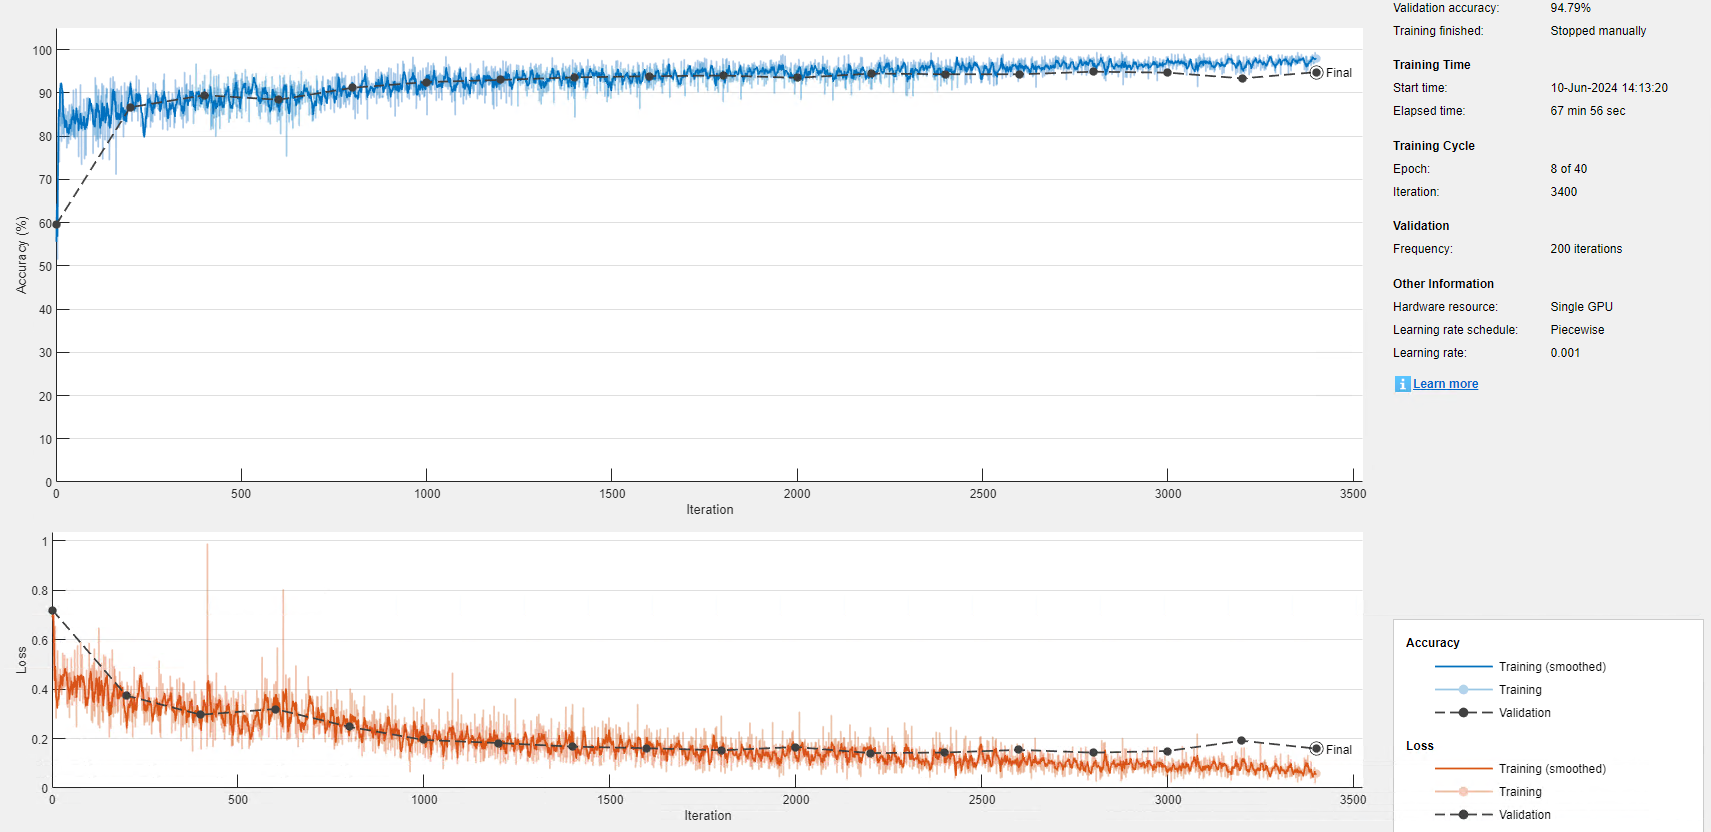 Validation accuracy: 94.79%
Training finished: Stopped manually
Training Time
Start time: 10-Jun-2024 14:13:20
Elapsed time: 67 min 56 sec
Training Cycle
Epoch: 8 of 40
Iteration: 3400
Validation
Frequency: 200 iterations
Other Information
Hardware resource: Single GPU
Learning rate schedule: Piecewise
Learning rate: 0.001
i Learn more
Accuracy (%)
100
90
80
70
60
50
40
30
20
10
0
Final
0 500 1000 1500 2000 2500 3000 3500
Iteration
Loss
1
0.8
0.6
0.4
0.2
0
Final
0 500 1000 1500 2000 2500 3000 3500
Iteration
Accuracy
Training (smoothed)
Training
Validation
Loss
Training (smoothed)
Training
Validation